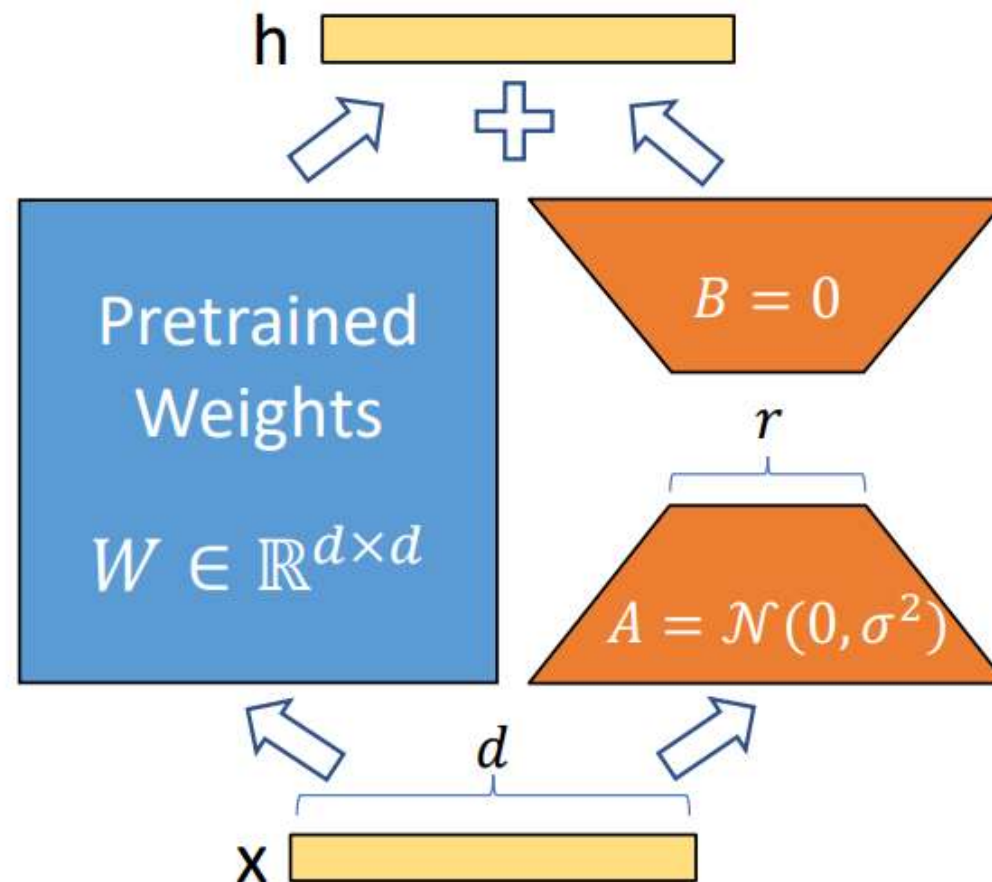 h
Pretrained
Weights
W ∈ ℝ^{d×d}
B = 0
r
A = 𝒩(0, σ²)
d
x